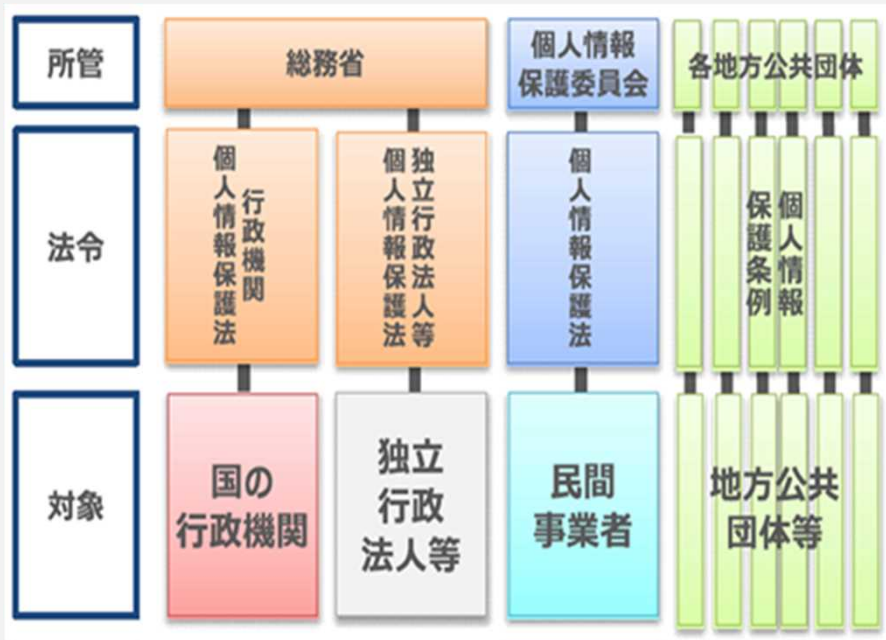 所管
総務省
個人情報
保護委員会
各地方公共団体
法令
行政機関
個人情報保護法
独立行政法人等
個人情報保護法
個人情報保護法
個人情報
保護条例
対象
国の
行政機関
独立
行政
法人等
民間
事業者
地方公共
団体等